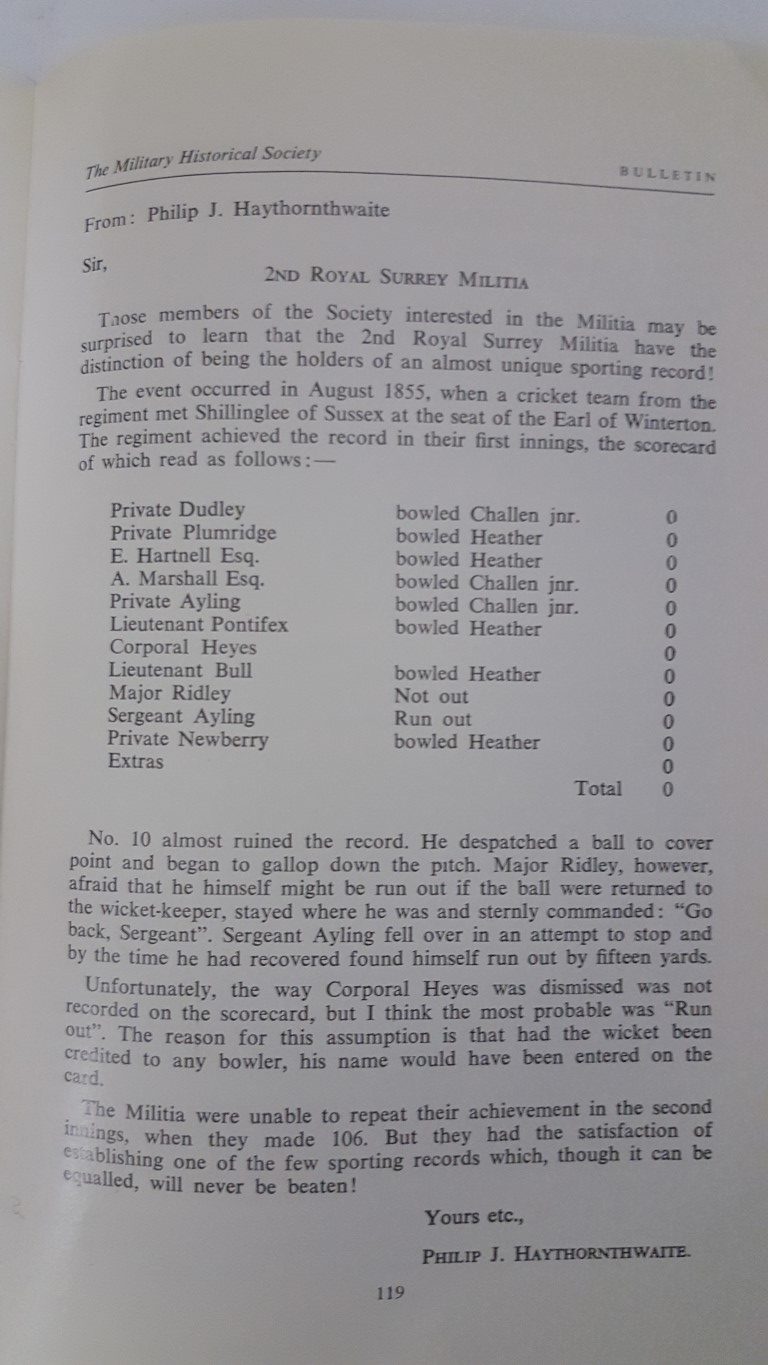 The Military Historical Society BULLETIN
From: Philip J. Haythornthwaite
Sir,
2ND ROYAL SURREY MILITIA
Those members of the Society interested in the Militia may be
surprised to learn that the 2nd Royal Surrey Militia have the
distinction of being the holders of an almost unique sporting record!
The event occurred in August 1855, when a cricket team from the
regiment met Shillinglee of Sussex at the seat of the Earl of Winterton.
The regiment achieved the record in their first innings, the scorecard
of which read as follows:—
Private Dudley bowled Challen jnr. 0
Private Plumridge bowled Heather 0
E. Hartnell Esq. bowled Heather 0
A. Marshall Esq. bowled Challen jnr. 0
Private Ayling bowled Challen jnr. 0
Lieutenant Pontifex bowled Heather 0
Corporal Heyes 0
Lieutenant Bull bowled Heather 0
Major Ridley Not out 0
Sergeant Ayling Run out 0
Private Newberry bowled Heather 0
Extras 0
Total 0
No. 10 almost ruined the record. He despatched a ball to cover
point and began to gallop down the pitch. Major Ridley, however,
afraid that he himself might be run out if the ball were returned to
the wicket-keeper, stayed where he was and sternly commanded: “Go
back, Sergeant”. Sergeant Ayling fell over in an attempt to stop and
by the time he had recovered found himself run out by fifteen yards.
Unfortunately, the way Corporal Heyes was dismissed was not
recorded on the scorecard, but I think the most probable was “Run
out”. The reason for this assumption is that had the wicket been
credited to any bowler, his name would have been entered on the
card.
The Militia were unable to repeat their achievement in the second
innings, when they made 106. But they had the satisfaction of
establishing one of the few sporting records which, though it can be
equalled, will never be beaten!
Yours etc.,
PHILIP J. HAYTHORNTHWAITE.
119